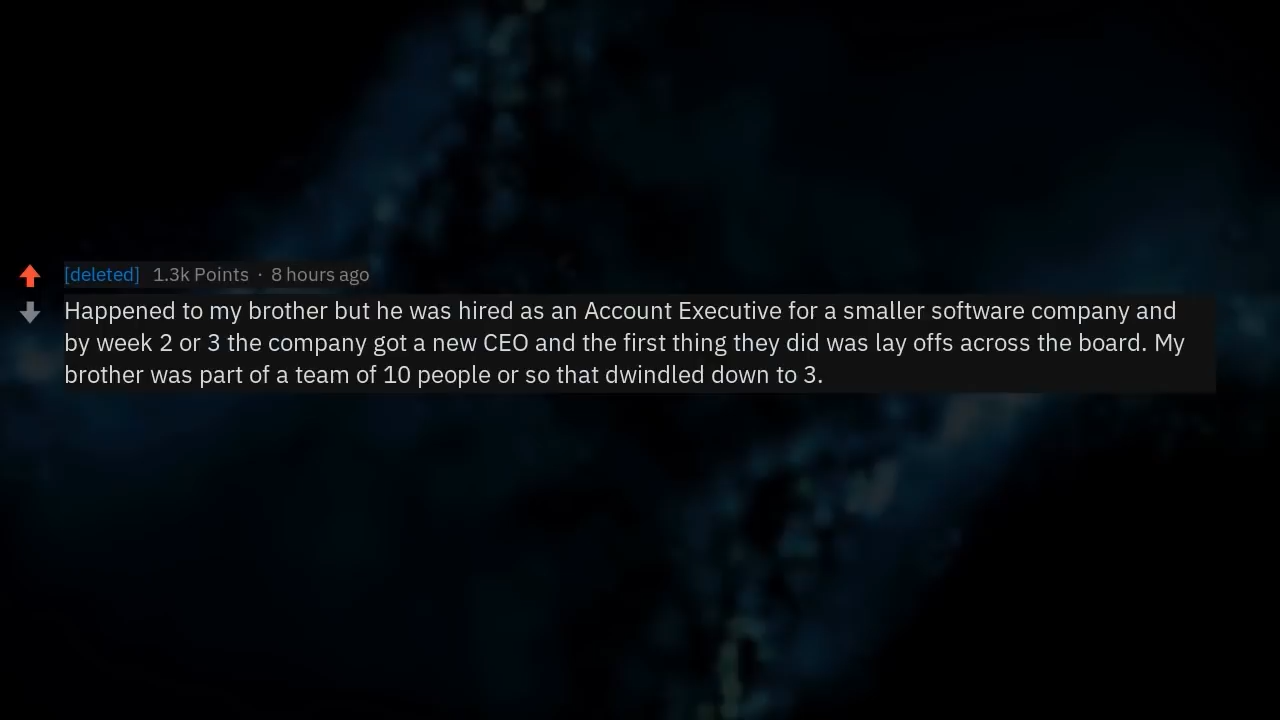 [deleted] 1.3k Points · 8 hours ago
Happened to my brother but he was hired as an Account Executive for a smaller software company and
by week 2 or 3 the company got a new CEO and the first thing they did was lay offs across the board. My
brother was part of a team of 10 people or so that dwindled down to 3.